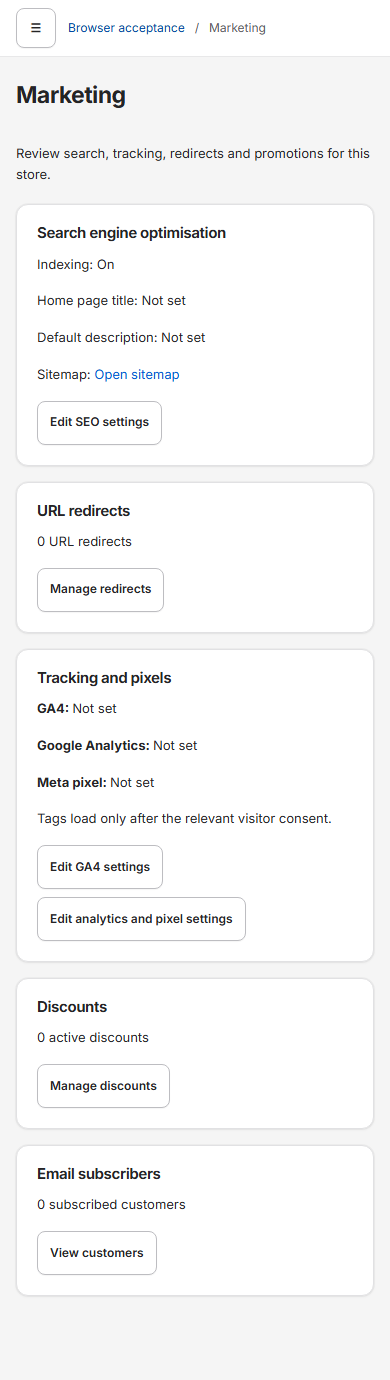 ☰ Browser acceptance / Marketing
Marketing
Review search, tracking, redirects and promotions for this
store.
Search engine optimisation
Indexing: On
Home page title: Not set
Default description: Not set
Sitemap: Open sitemap
Edit SEO settings
URL redirects
0 URL redirects
Manage redirects
Tracking and pixels
GA4: Not set
Google Analytics: Not set
Meta pixel: Not set
Tags load only after the relevant visitor consent.
Edit GA4 settings
Edit analytics and pixel settings
Discounts
0 active discounts
Manage discounts
Email subscribers
0 subscribed customers
View customers